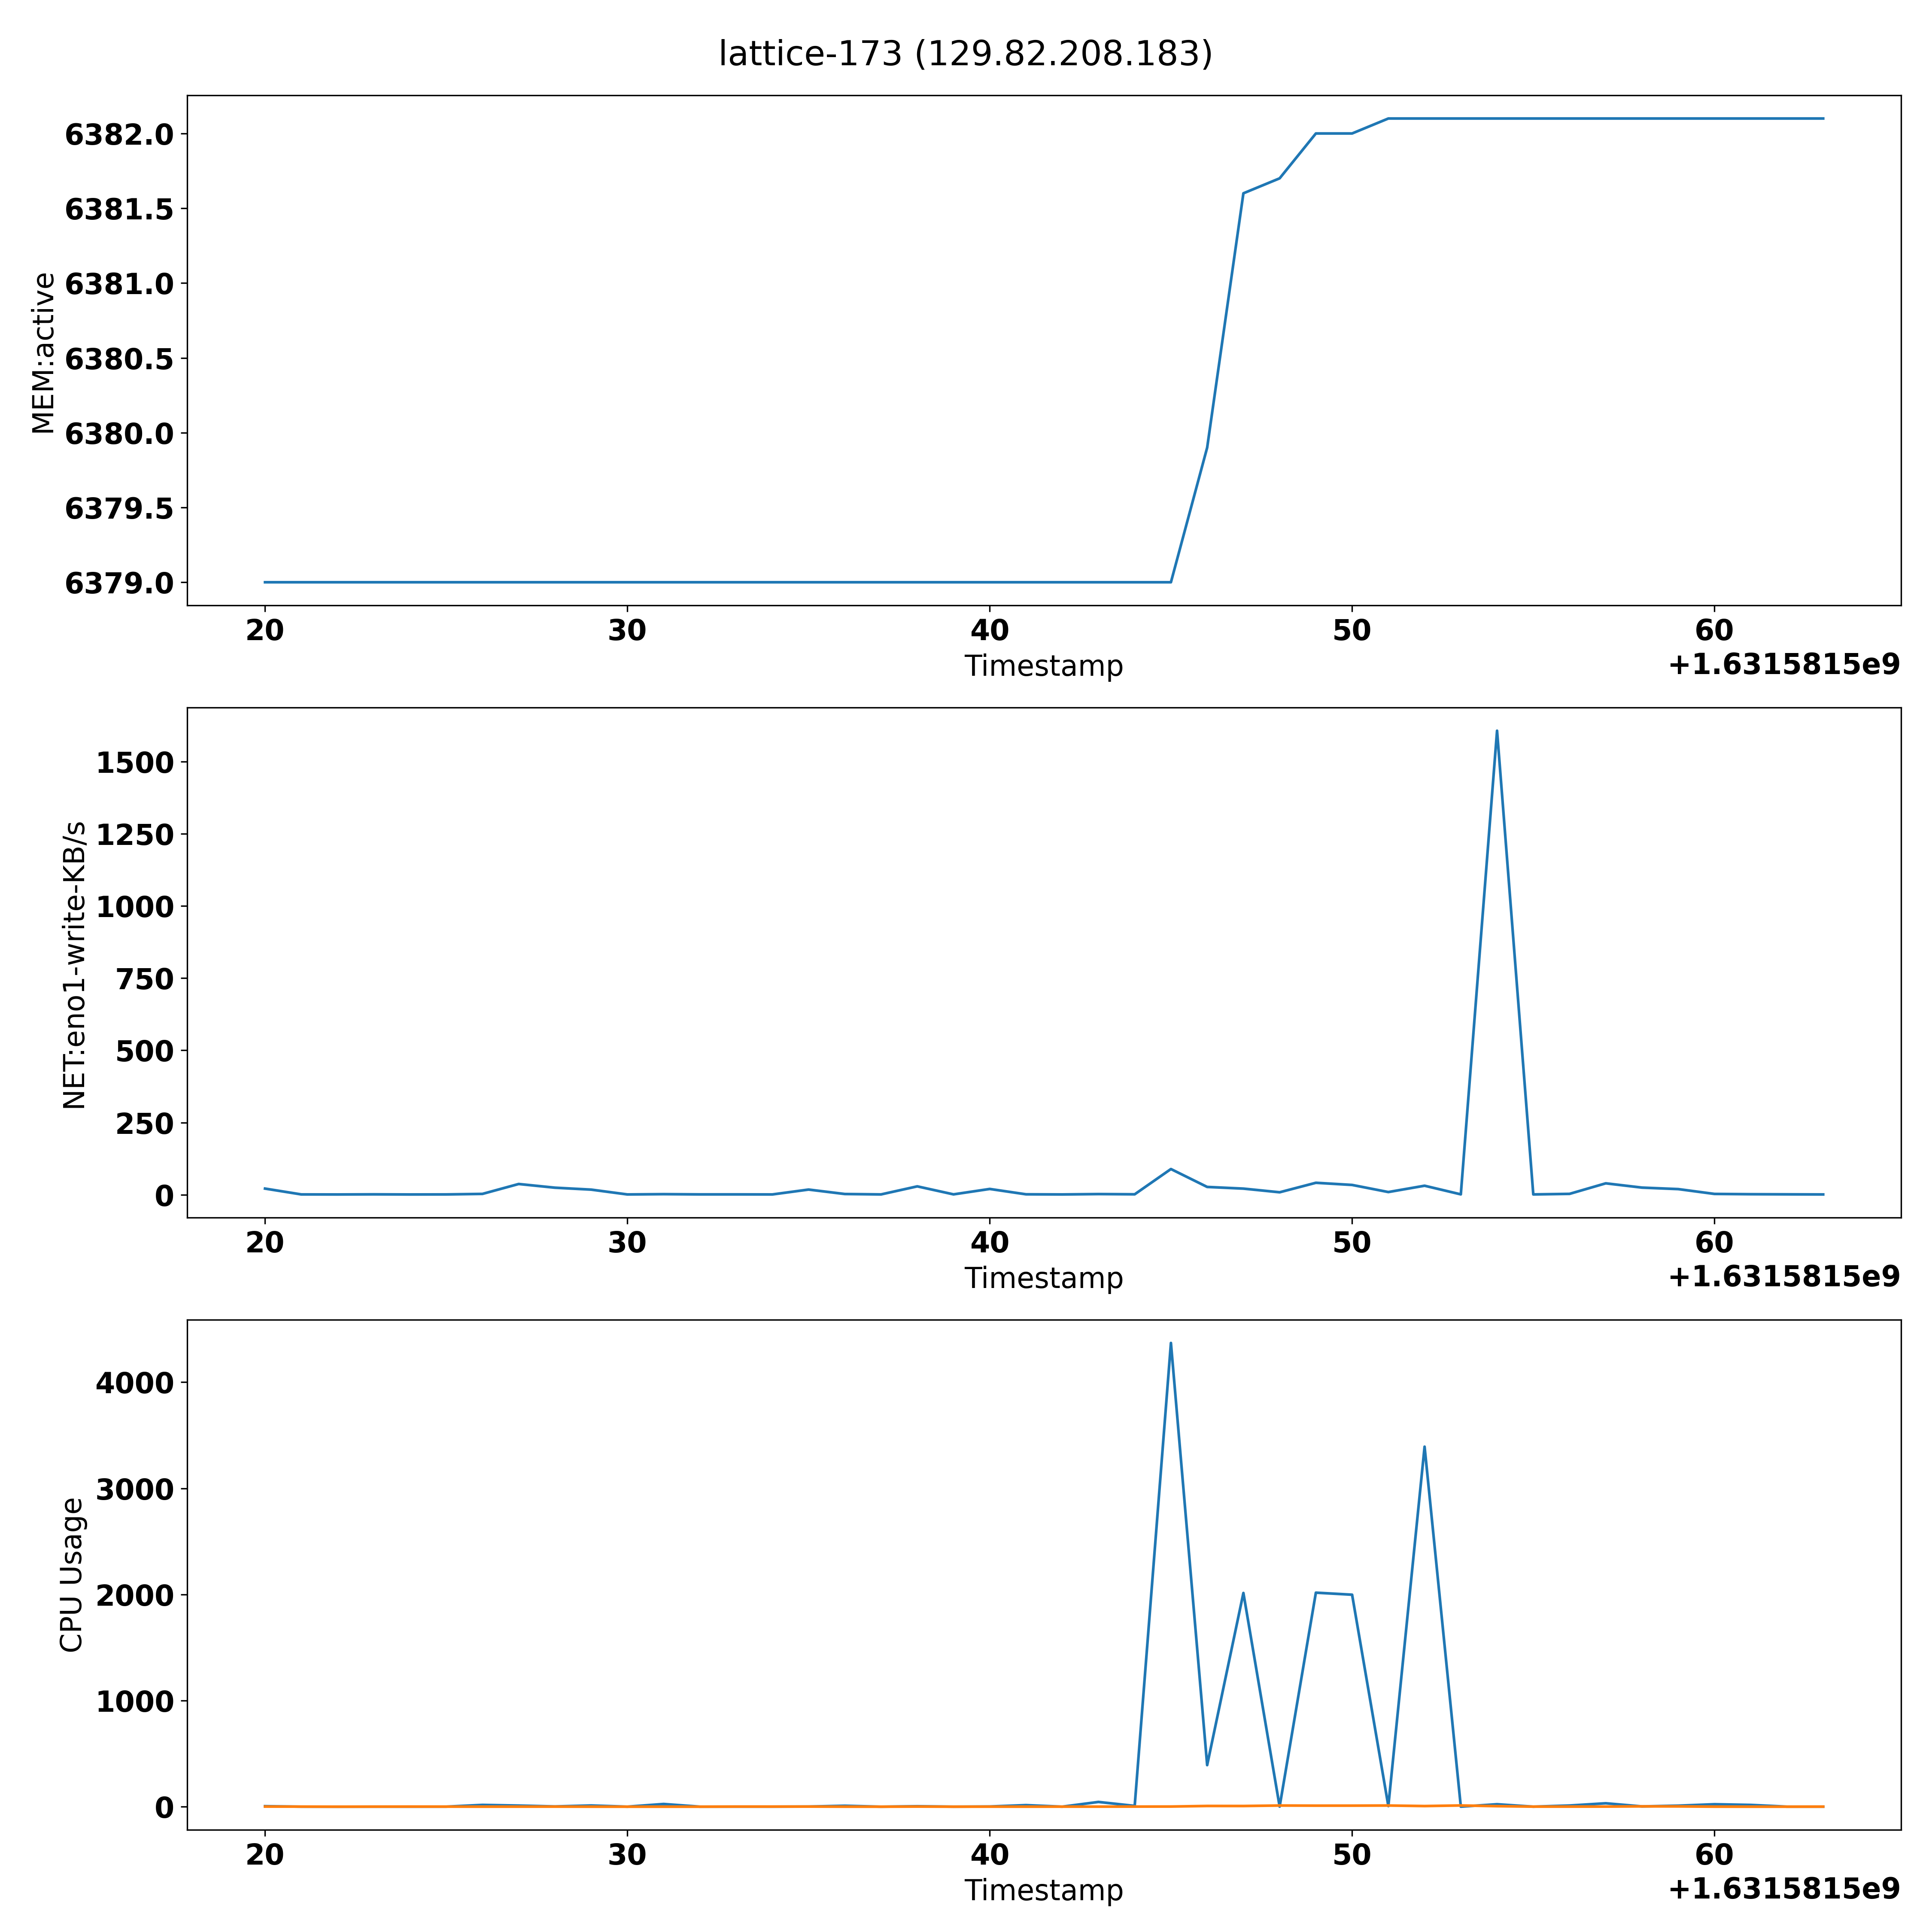 lattice-173 (129.82.208.183)
MEM:active
6382.0
6381.5
6381.0
6380.5
6380.0
6379.5
6379.0
20 30 40 50 60
Timestamp
+1.6315815e9
NET:eno1-write-KB/s
1500
1250
1000
750
500
250
0
20 30 40 50 60
Timestamp
+1.6315815e9
CPU Usage
4000
3000
2000
1000
0
20 30 40 50 60
Timestamp
+1.6315815e9